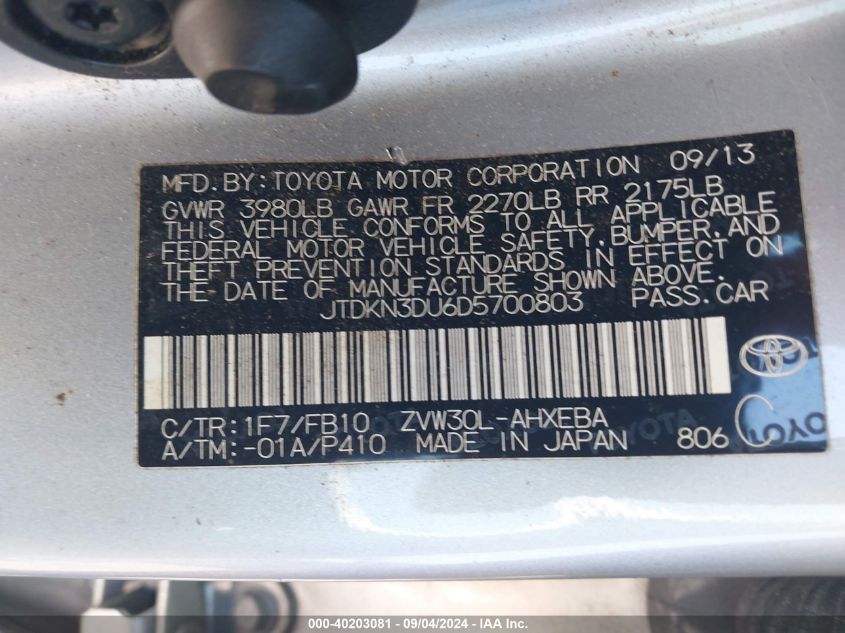 MFD.BY:TOYOTA MOTOR CORPORATION 09/13
GVWR 3980LB GAWR FR 2270LB RR 2175LB
THIS VEHICLE CONFORMS TO ALL APPLICABLE
FEDERAL MOTOR VEHICLE SAFETY,BUMPER,AND
THEFT PREVENTION STANDARDS IN EFFECT ON
THE DATE OF MANUFACTURE SHOWN ABOVE.
JTDKN3DU6D5700803 PASS.CAR
C/TR:1F7/FB10 ZVW30L-AHXEBA
A/TM:-01A/P410 MADE IN JAPAN 806
TOYOTA
000-40203081 - 09/04/2024 - IAA Inc.